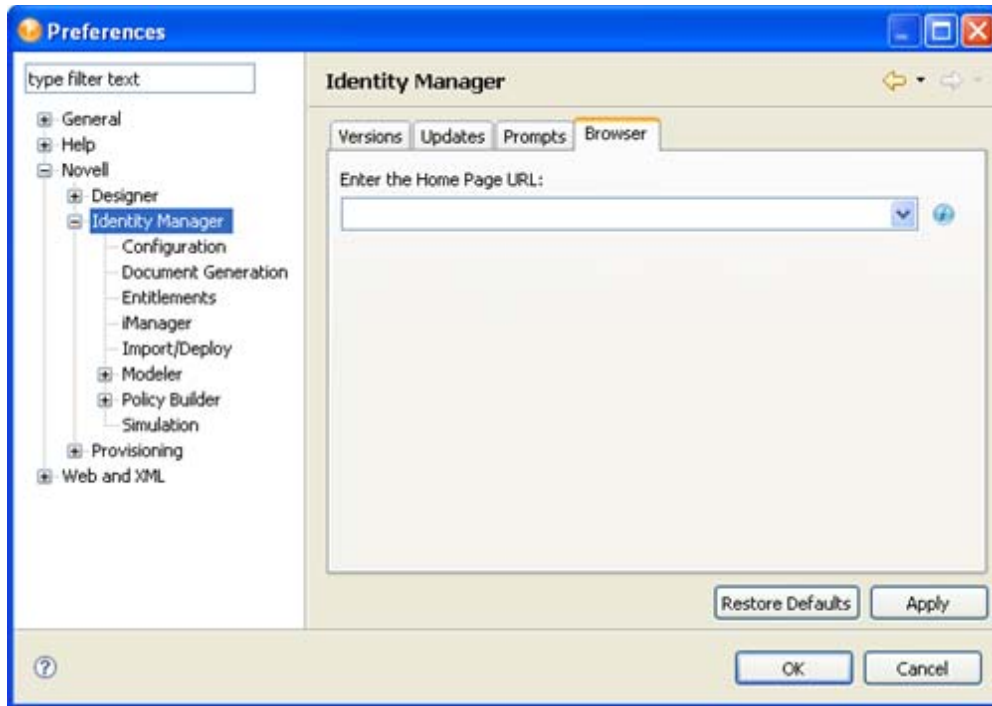 Preferences
type filter text
General
Help
Novell
Designer
Identity Manager
Configuration
Document Generation
Entitlements
iManager
Import/Deploy
Modeler
Policy Builder
Simulation
Provisioning
Web and XML
Identity Manager
Versions Updates Prompts Browser
Enter the Home Page URL:
Restore Defaults Apply
OK Cancel